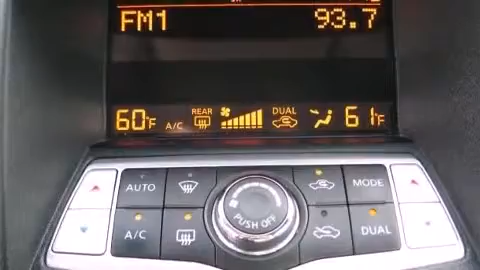 FM1 93.7
60°F A/C REAR DUAL 61°F
AUTO MODE
PUSH OFF
A/C DUAL